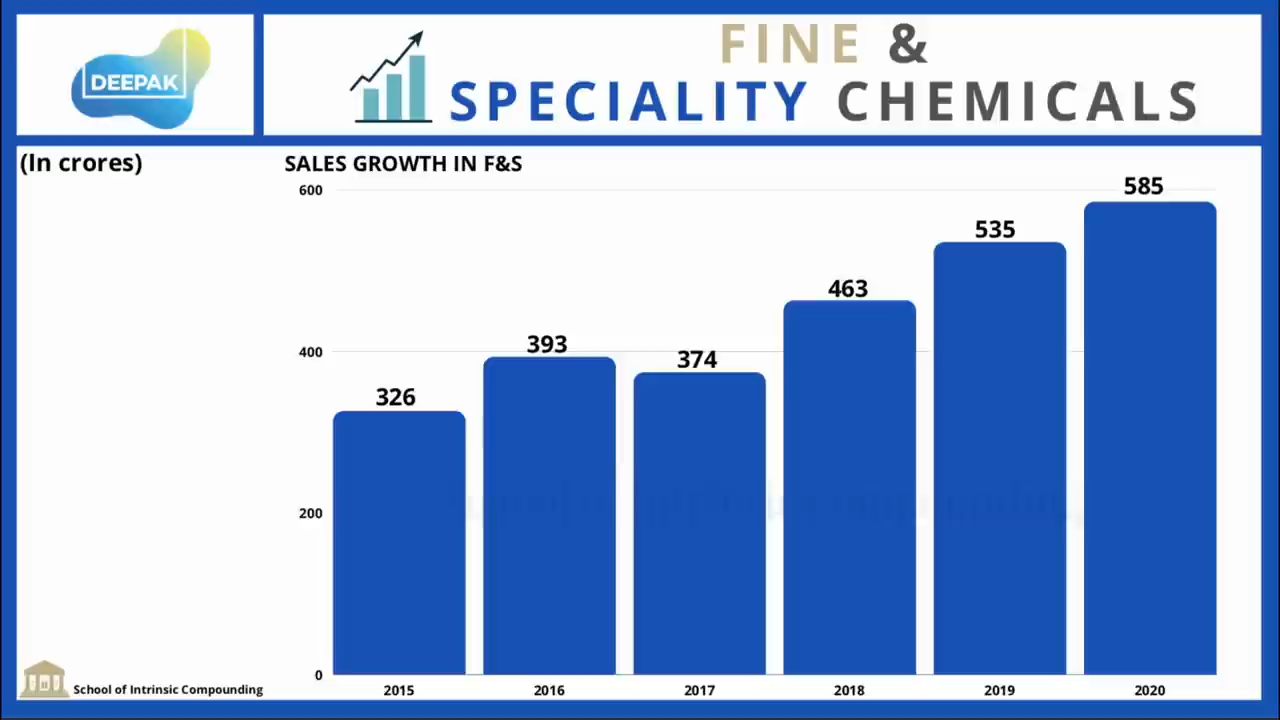 DEEPAK
FINE &
SPECIALITY CHEMICALS
(In crores)
SALES GROWTH IN F&S
600
585
535
463
400
393
374
326
200
0
2015 2016 2017 2018 2019 2020
School of Intrinsic Compounding